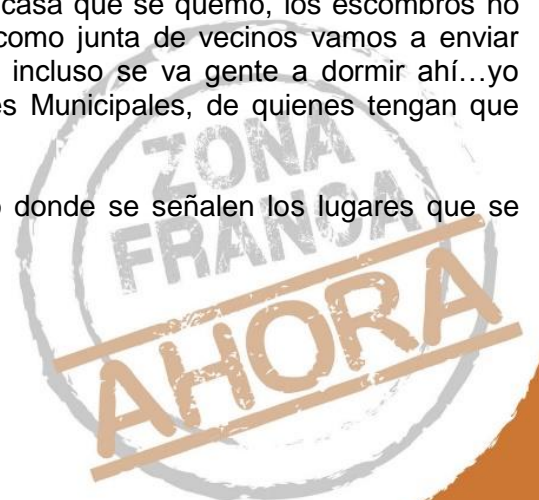 casa que se quemó, los escombros no
como junta de vecinos vamos a enviar
incluso se va gente a dormir ahí…yo
es Municipales, de quienes tengan que
donde se señalen los lugares que se
ZONA
FRANCA
AHORA